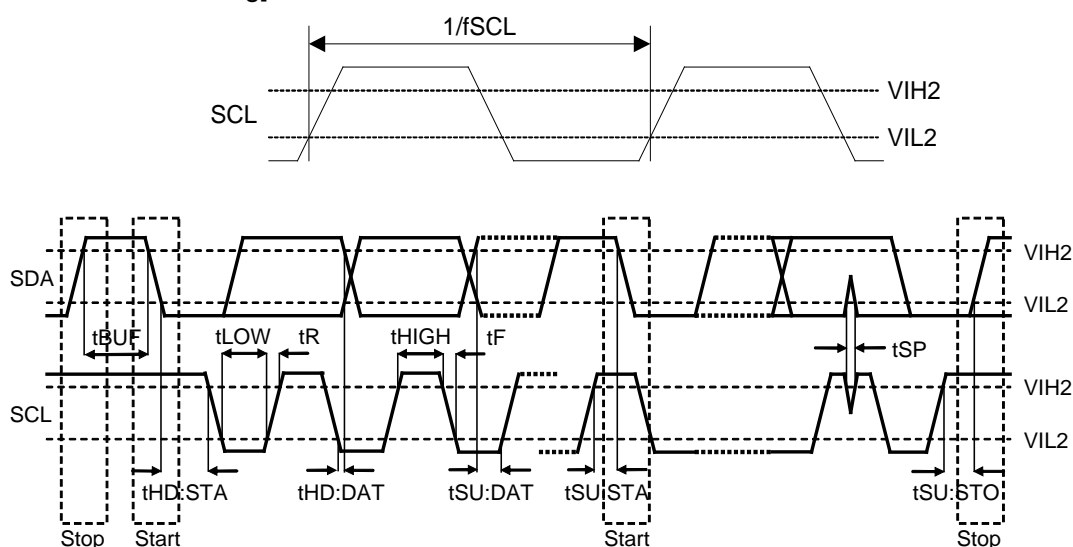 1/fSCL
VIH2
SCL
VIL2
VIH2
SDA
VIL2
tBUF tLOW tR tHIGH tF
tSP
VIH2
SCL
VIL2
tHD:STA tHD:DAT tSU:DAT tSU:STA tSU:STO
Stop Start Start Stop